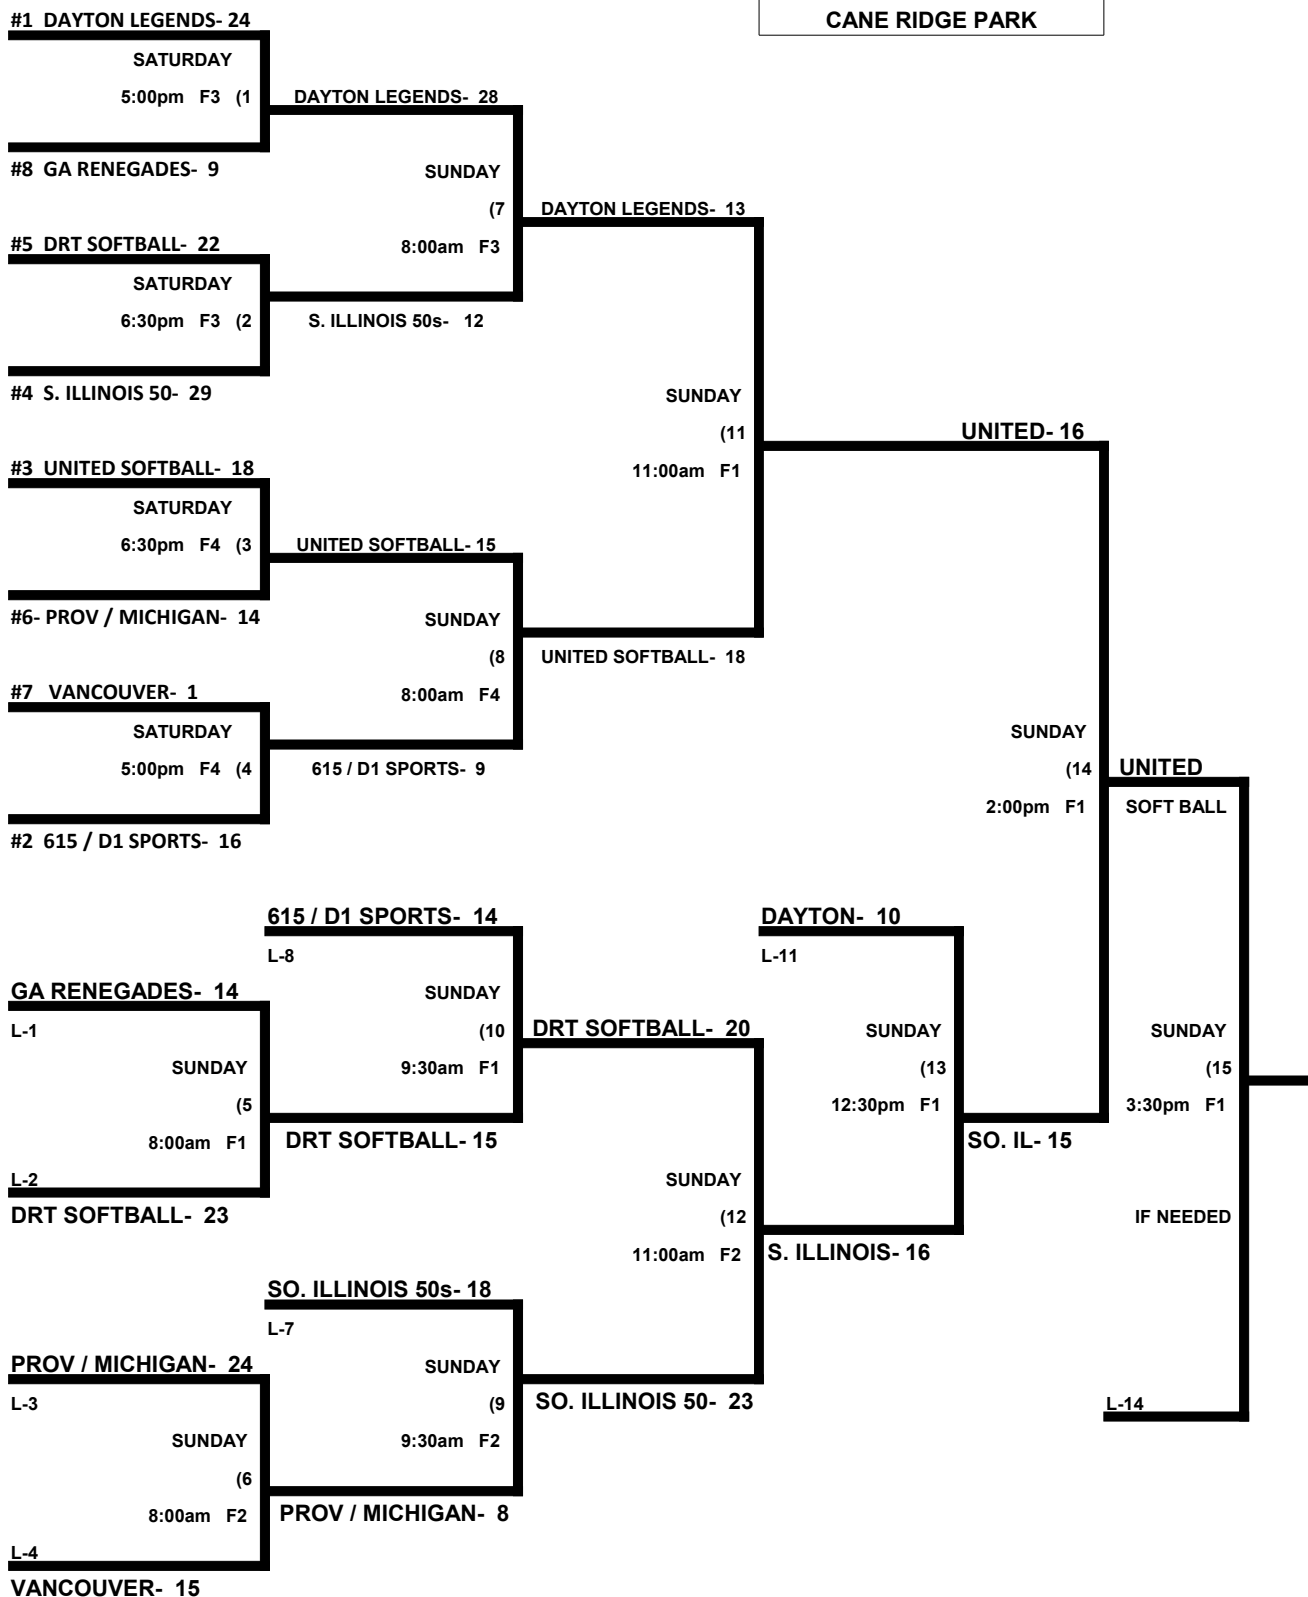 #1 DAYTON LEGENDS- 24
CANE RIDGE PARK
SATURDAY
5:00pm F3 (1
DAYTON LEGENDS- 28
#8 GA RENEGADES- 9
SUNDAY
(7
DAYTON LEGENDS- 13
#5 DRT SOFTBALL- 22
8:00am F3
SATURDAY
6:30pm F3 (2
S. ILLINOIS 50s- 12
#4 S. ILLINOIS 50- 29
SUNDAY
(11
UNITED- 16
#3 UNITED SOFTBALL- 18
11:00am F1
SATURDAY
6:30pm F4 (3
UNITED SOFTBALL- 15
#6- PROV / MICHIGAN- 14
SUNDAY
(8
UNITED SOFTBALL- 18
#7 VANCOUVER- 1
8:00am F4
SATURDAY
SUNDAY
5:00pm F4 (4
615 / D1 SPORTS- 9
(14
UNITED
2:00pm F1
SOFT BALL
#2 615 / D1 SPORTS- 16
615 / D1 SPORTS- 14
DAYTON- 10
L-8
L-11
GA RENEGADES- 14
SUNDAY
L-1
(10
DRT SOFTBALL- 20
SUNDAY
SUNDAY
SUNDAY
9:30am F1
(13
(15
(5
12:30pm F1
3:30pm F1
8:00am F1
DRT SOFTBALL- 15
SO. IL- 15
L-2
SUNDAY
DRT SOFTBALL- 23
(12
IF NEEDED
11:00am F2
S. ILLINOIS- 16
SO. ILLINOIS 50s- 18
L-7
PROV / MICHIGAN- 24
SUNDAY
L-3
(9
SO. ILLINOIS 50- 23
L-14
SUNDAY
9:30am F2
(6
8:00am F2
PROV / MICHIGAN- 8
L-4
VANCOUVER- 15